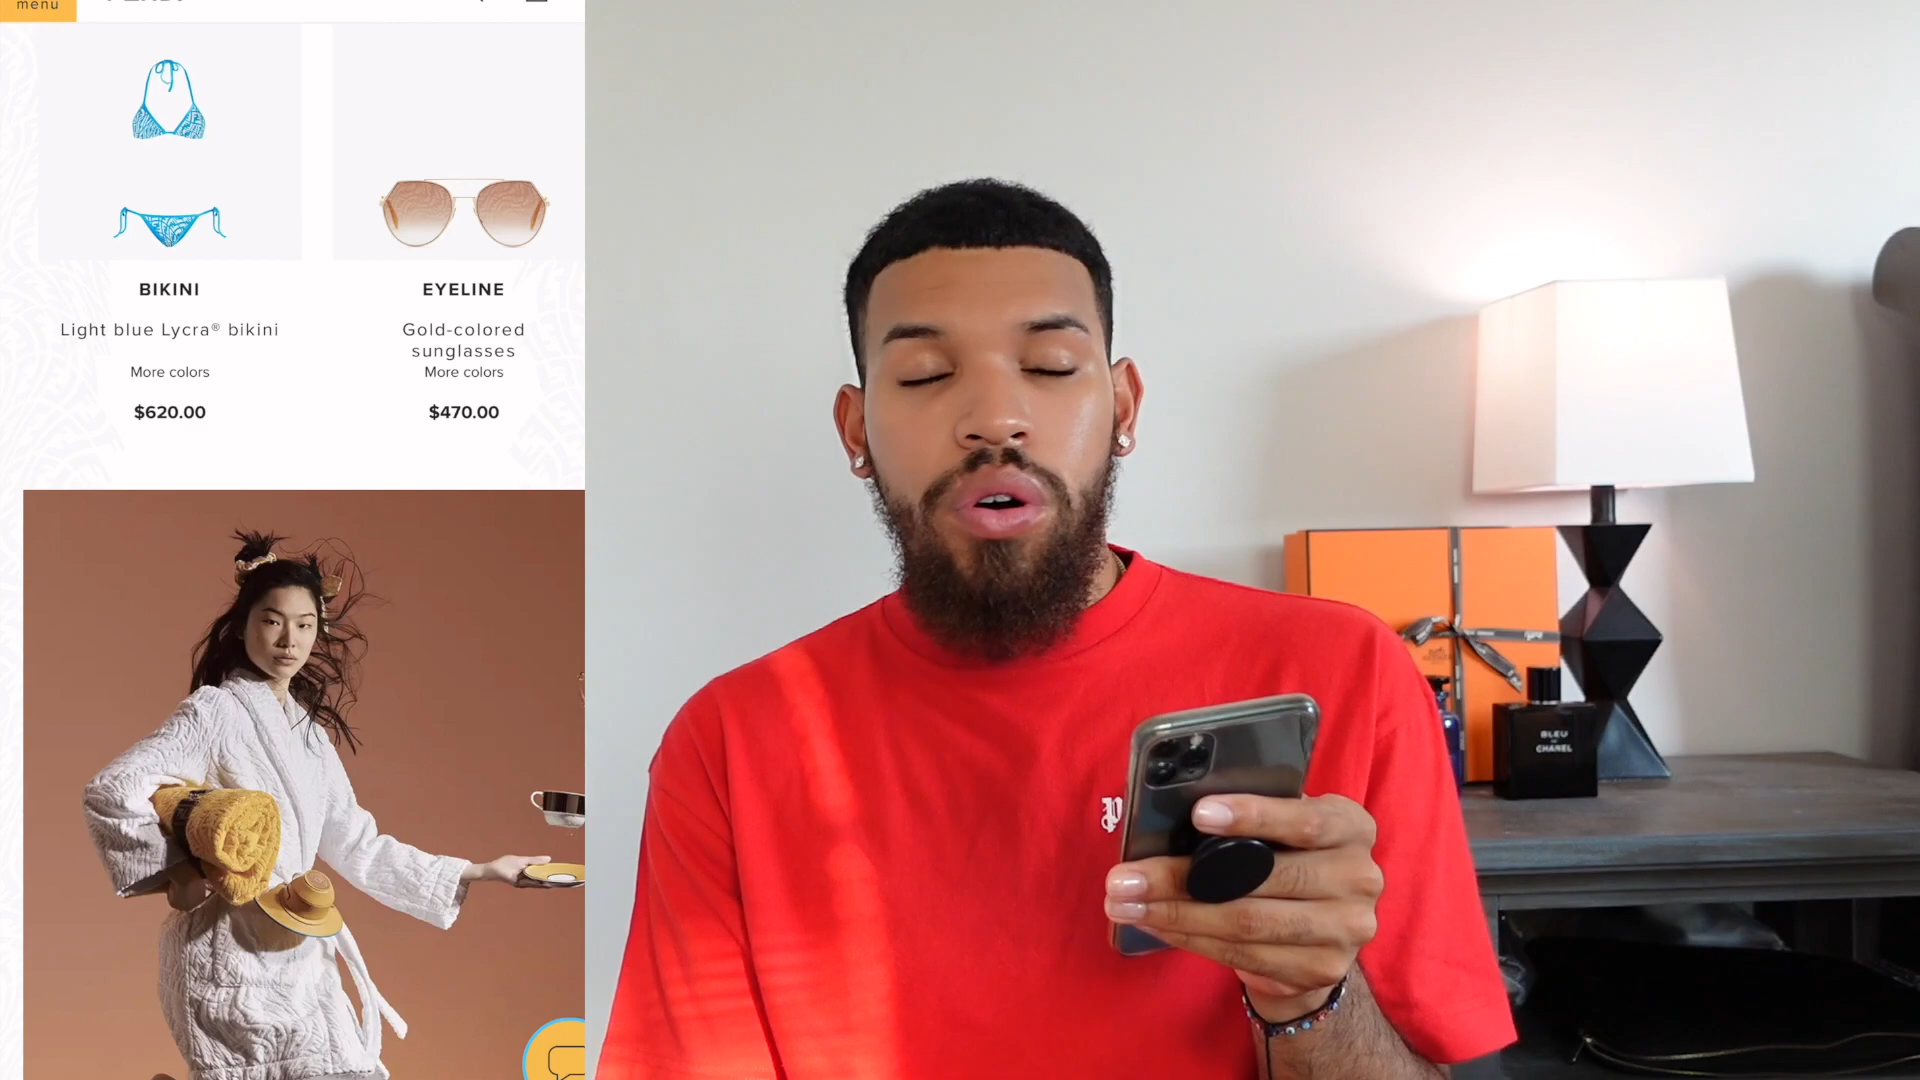 menu
BIKINI
Light blue Lycra® bikini
More colors
$620.00
EYELINE
Gold-colored
sunglasses
More colors
$470.00
BLEU
DE
CHANEL